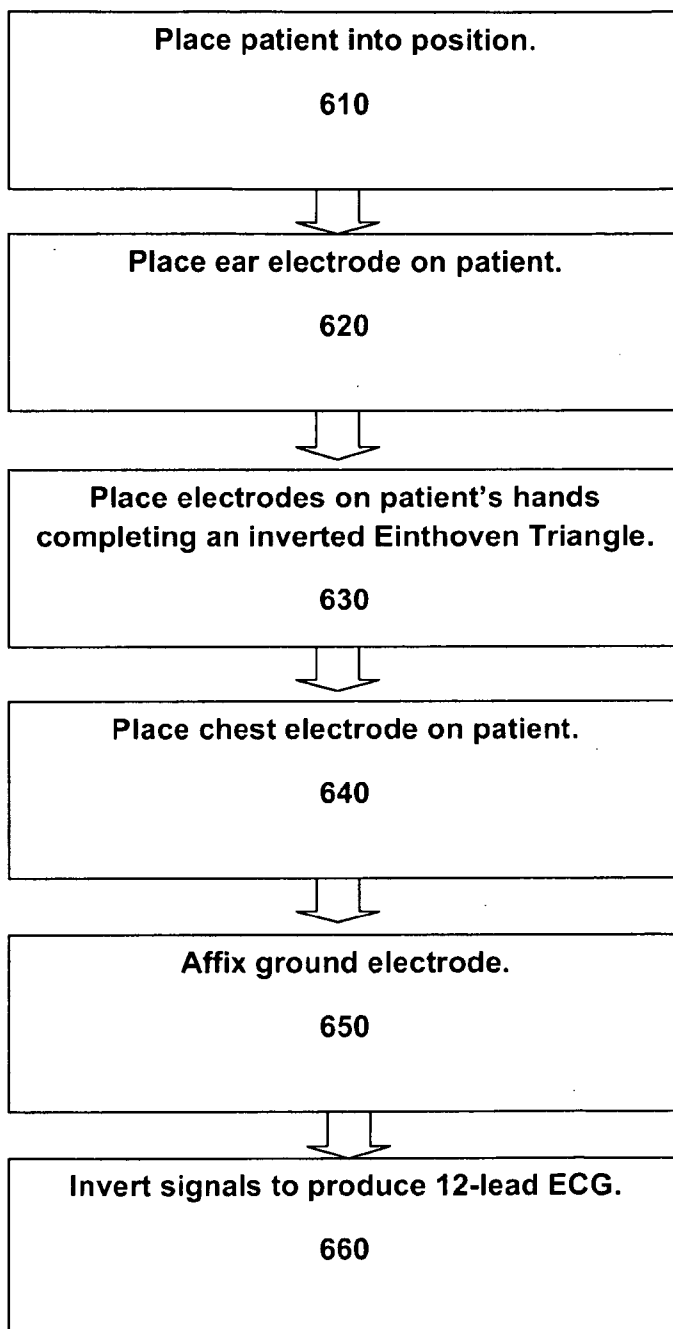 Place patient into position.
610
Place ear electrode on patient.
620
Place electrodes on patient's hands
completing an inverted Einthoven Triangle.
630
Place chest electrode on patient.
640
Affix ground electrode.
650
Invert signals to produce 12-lead ECG.
660